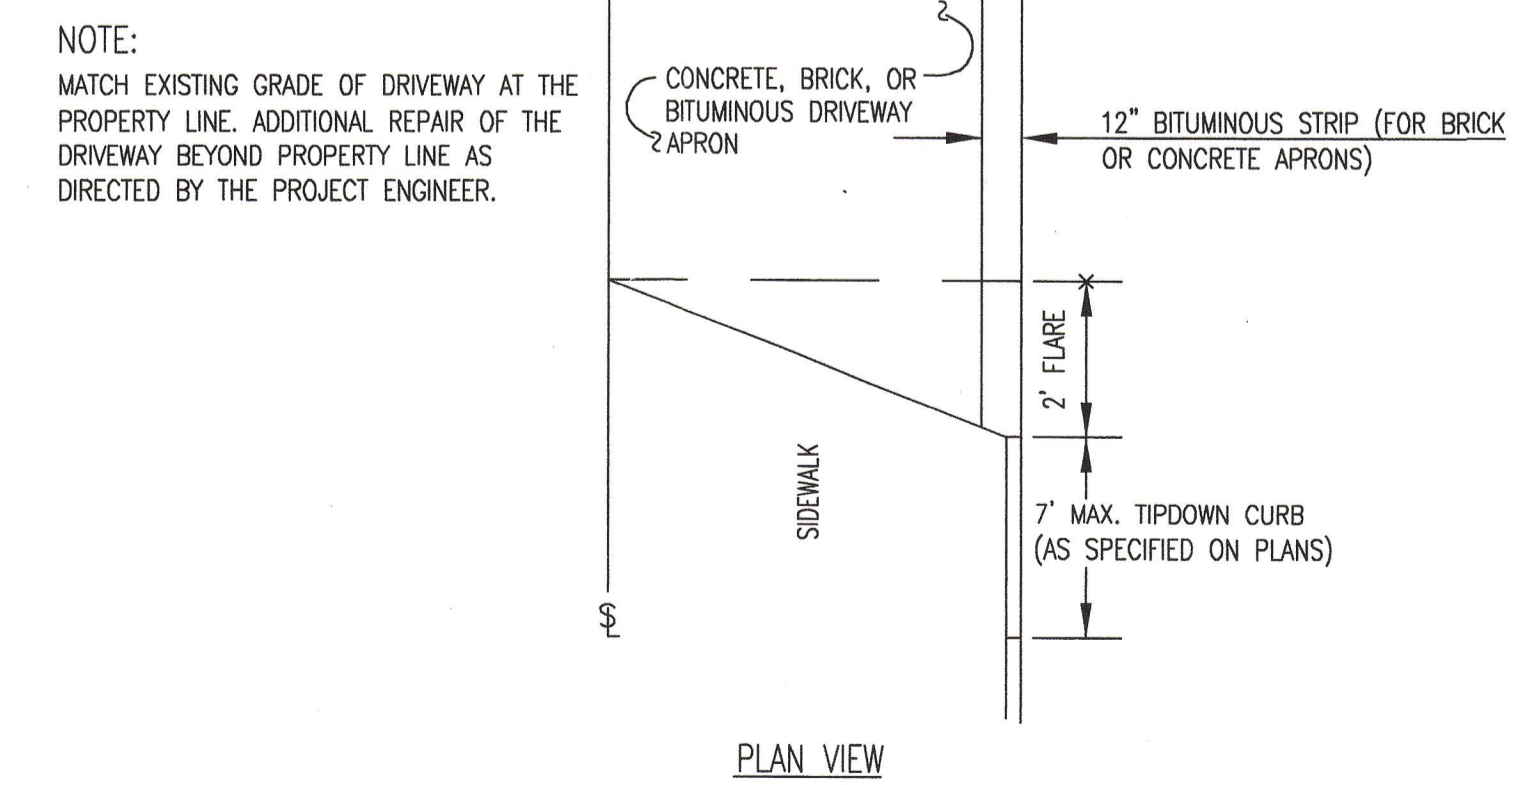 NOTE:
MATCH EXISTING GRADE OF DRIVEWAY AT THE
PROPERTY LINE. ADDITIONAL REPAIR OF THE
DRIVEWAY BEYOND PROPERTY LINE AS
DIRECTED BY THE PROJECT ENGINEER.
CONCRETE, BRICK, OR
BITUMINOUS DRIVEWAY
APRON
12" BITUMINOUS STRIP (FOR BRICK
OR CONCRETE APRONS)
2' FLARE
SIDEWALK
7' MAX. TIPDOWN CURB
(AS SPECIFIED ON PLANS)
SL
PLAN VIEW